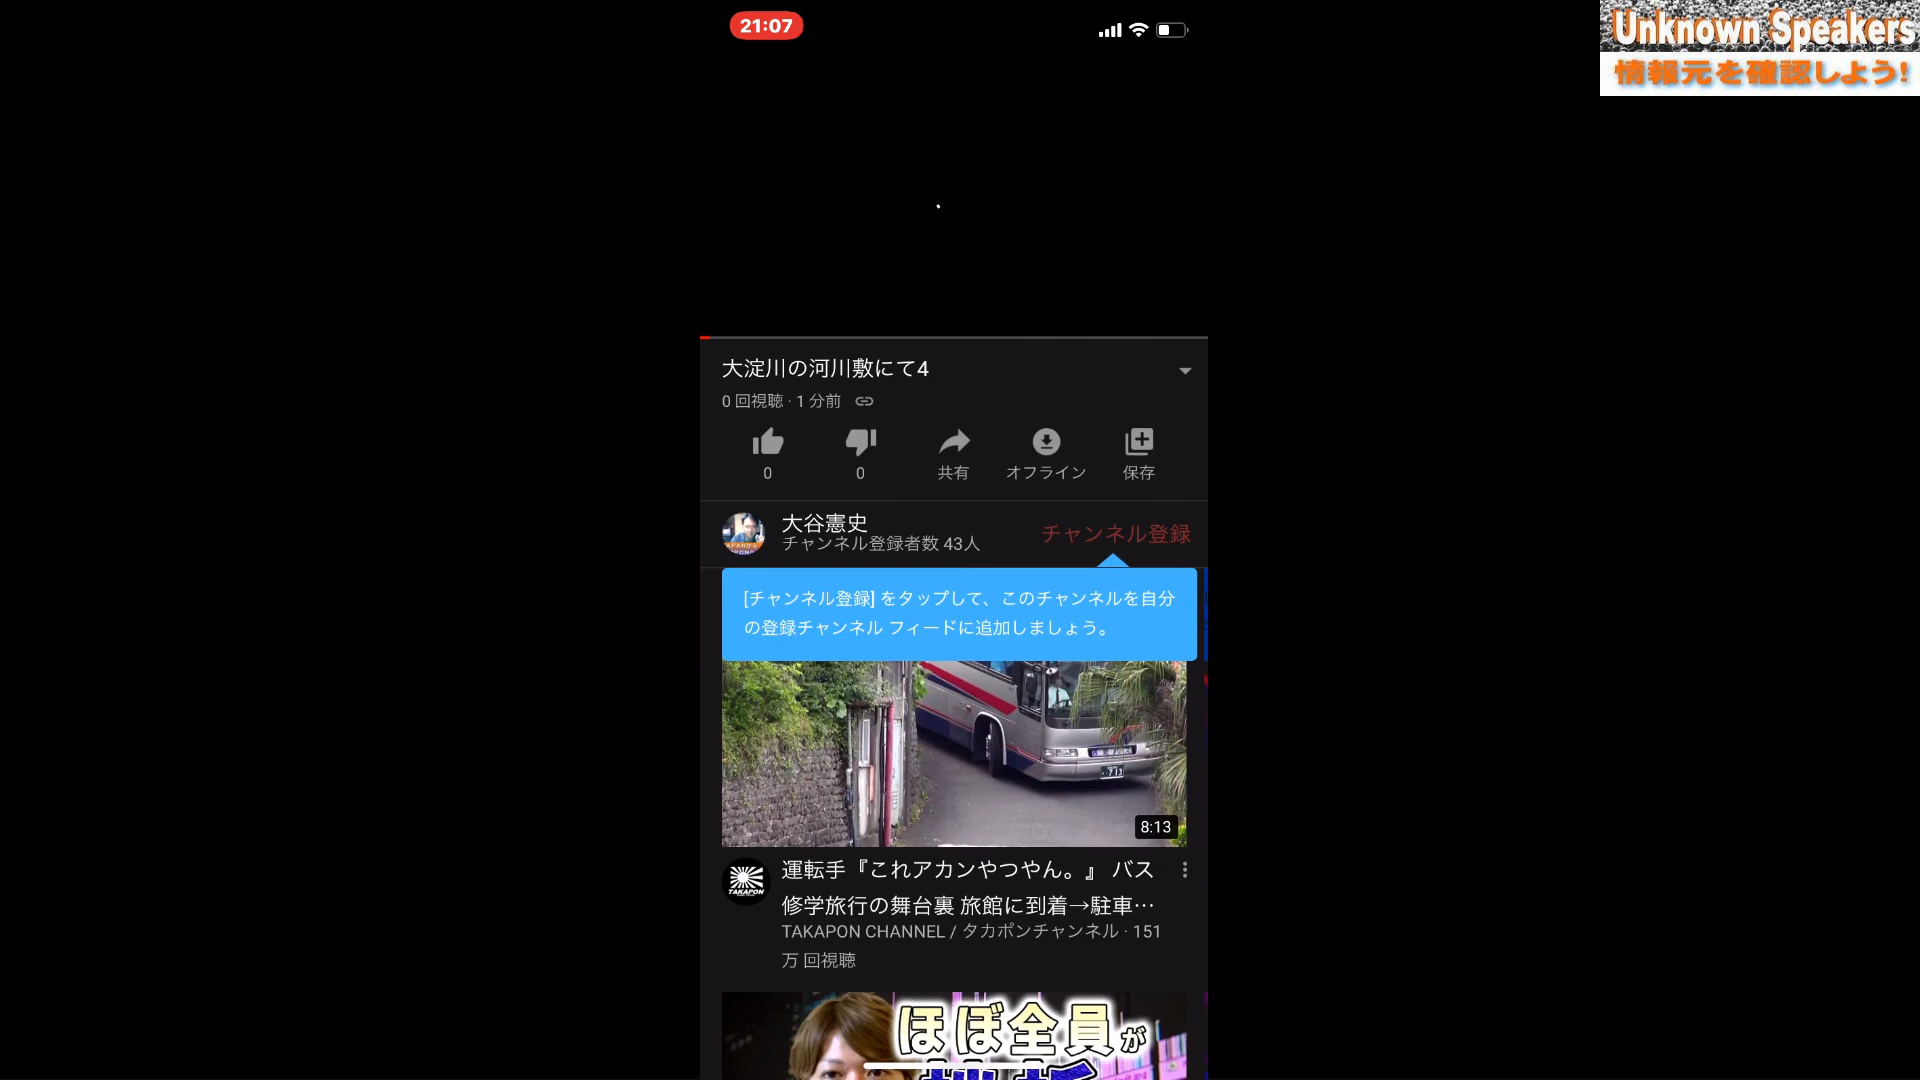 21:07
Unknown Speakers
情報元を確認しよう!
大淀川の河川敷にて4
0 回視聴 · 1 分前
0
0
共有
オフライン
保存
大谷憲史
チャンネル登録者数 43人
チャンネル登録
[チャンネル登録] をタップして、このチャンネルを自分
の登録チャンネル フィードに追加しましょう。
・713
8:13
TAKAPON
運転手『これアカンやつやん。』 バス
修学旅行の舞台裏 旅館に到着→駐車…
TAKAPON CHANNEL / タカポンチャンネル · 151
万 回視聴
ほぼ全員が